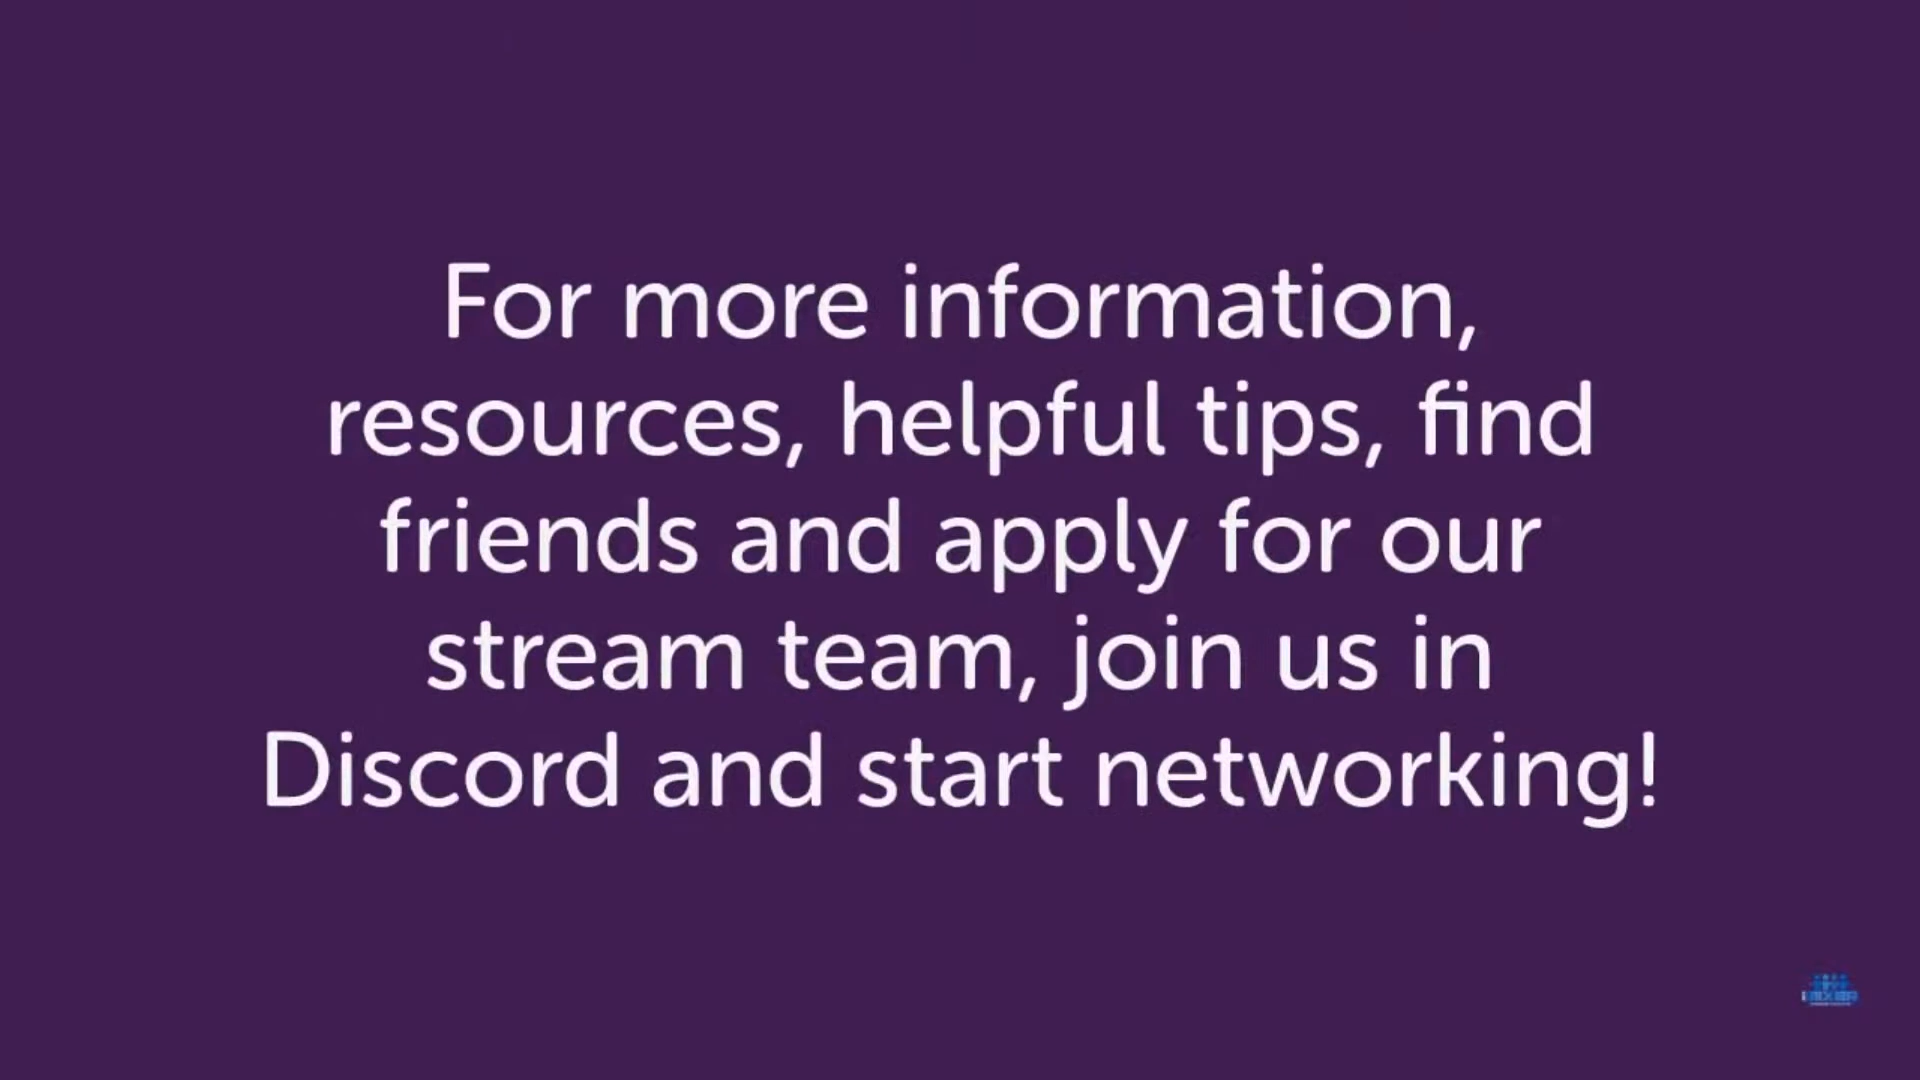 For more information,
resources, helpful tips, find
friends and apply for our
stream team, join us in
Discord and start networking!